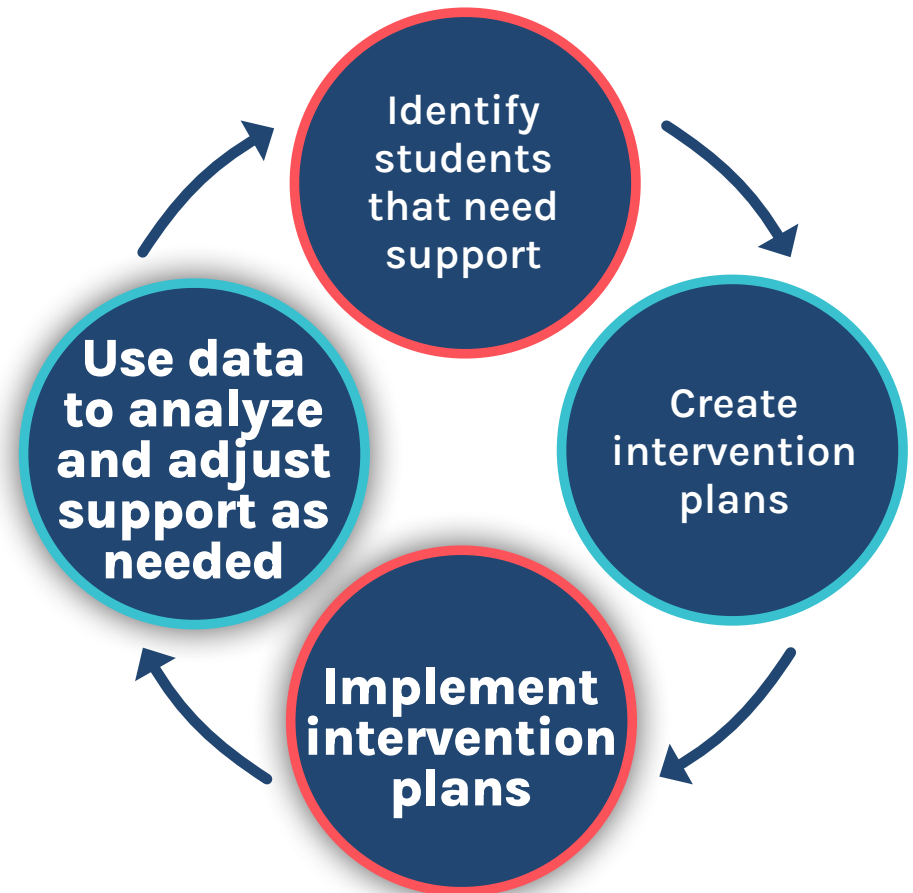 Identify
students
that need
support
Create
intervention
plans
Implement
intervention
plans
Use data
to analyze
and adjust
support as
needed